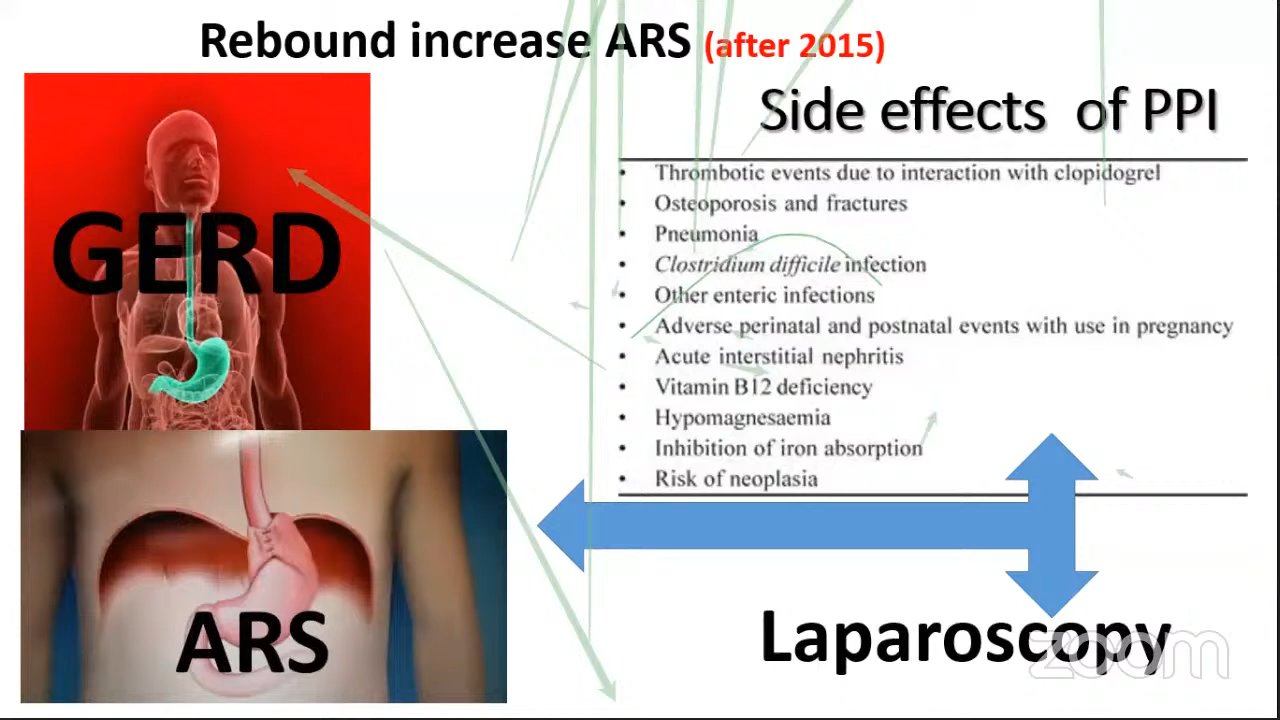 Rebound increase ARS (after 2015)
GERD
Side effects of PPI
• Thrombotic events due to interaction with clopidogrel
• Osteoporosis and fractures
• Pneumonia
• Clostridium difficile infection
• Other enteric infections
• Adverse perinatal and postnatal events with use in pregnancy
• Acute interstitial nephritis
• Vitamin B12 deficiency
• Hypomagnesaemia
• Inhibition of iron absorption
• Risk of neoplasia
ARS
Laparoscopy
zoom